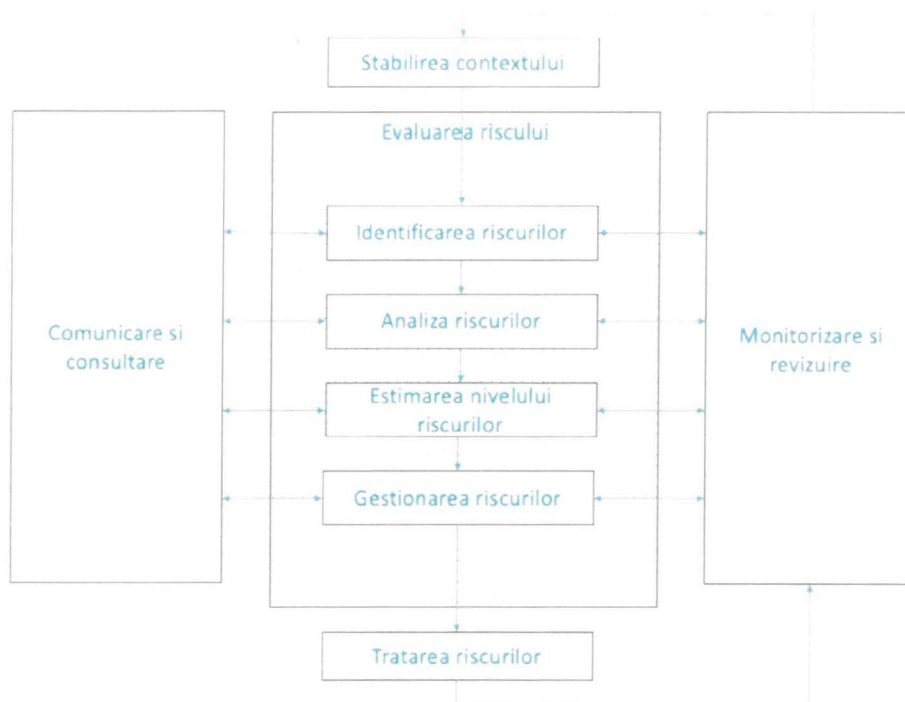 Stabilirea contextului
Evaluarea riscului
Identificarea riscurilor
Analiza riscurilor
Estimarea nivelului
riscurilor
Gestionarea riscurilor
Tratarea riscurilor
Comunicare si
consultare
Monitorizare si
revizuire